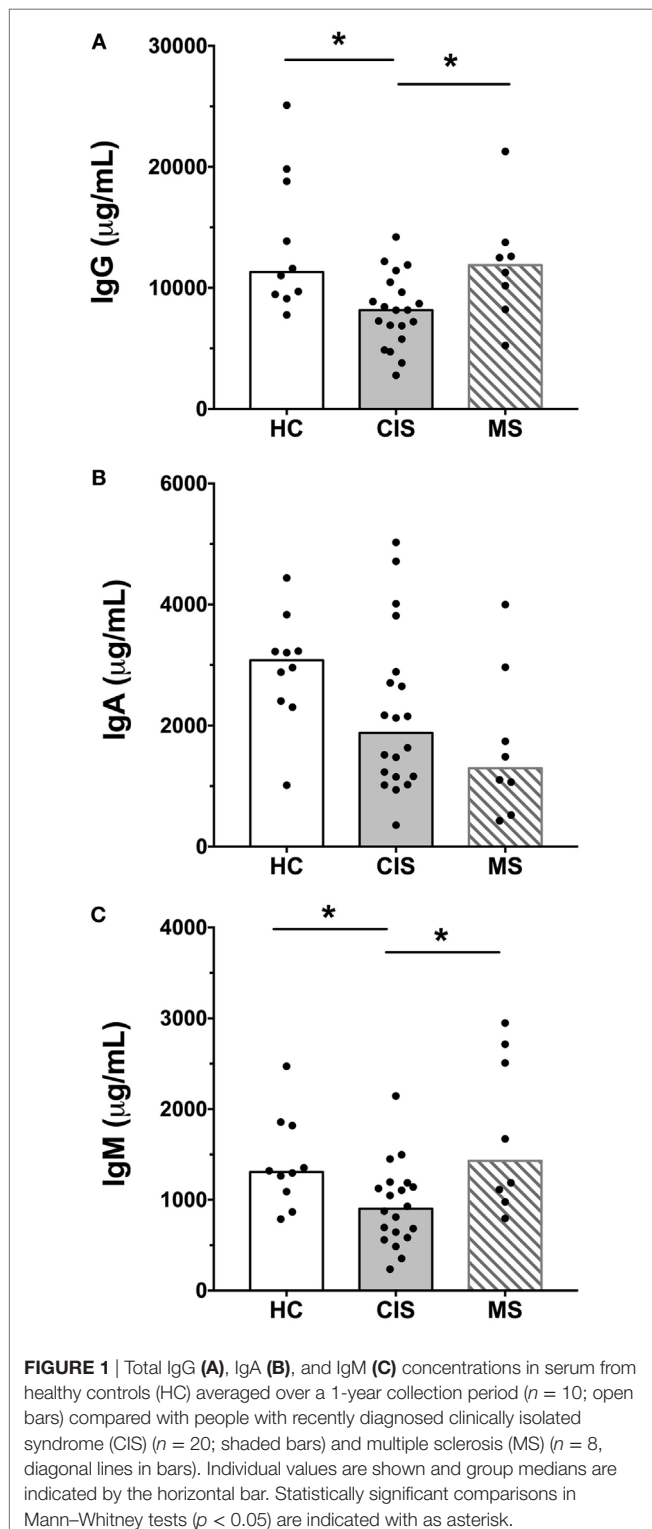 A
* *
30000
20000
10000
0
IgG (μg/mL)
HC CIS MS
B
6000
4000
2000
0
IgA (μg/mL)
HC CIS MS
C
* *
4000
3000
2000
1000
0
IgM (μg/mL)
HC CIS MS
FIGURE 1 | Total IgG (A), IgA (B), and IgM (C) concentrations in serum from
healthy controls (HC) averaged over a 1-year collection period (n = 10; open
bars) compared with people with recently diagnosed clinically isolated
syndrome (CIS) (n = 20; shaded bars) and multiple sclerosis (MS) (n = 8,
diagonal lines in bars). Individual values are shown and group medians are
indicated by the horizontal bar. Statistically significant comparisons in
Mann–Whitney tests (p < 0.05) are indicated with as asterisk.